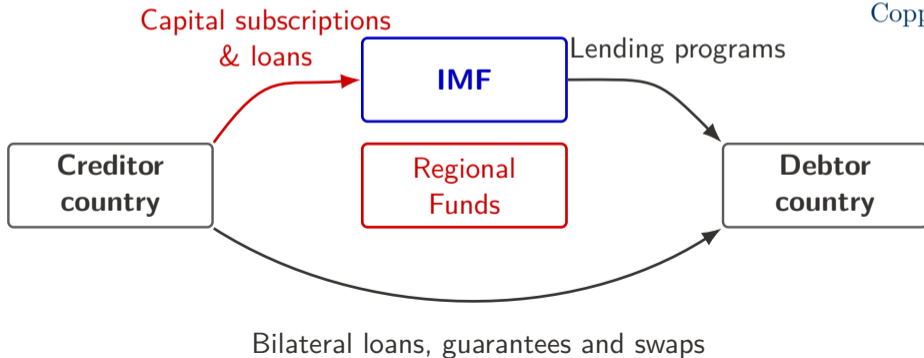 Capital subscriptions
& loans
IMF
Lending programs
Creditor
country
Regional
Funds
Debtor
country
Bilateral loans, guarantees and swaps